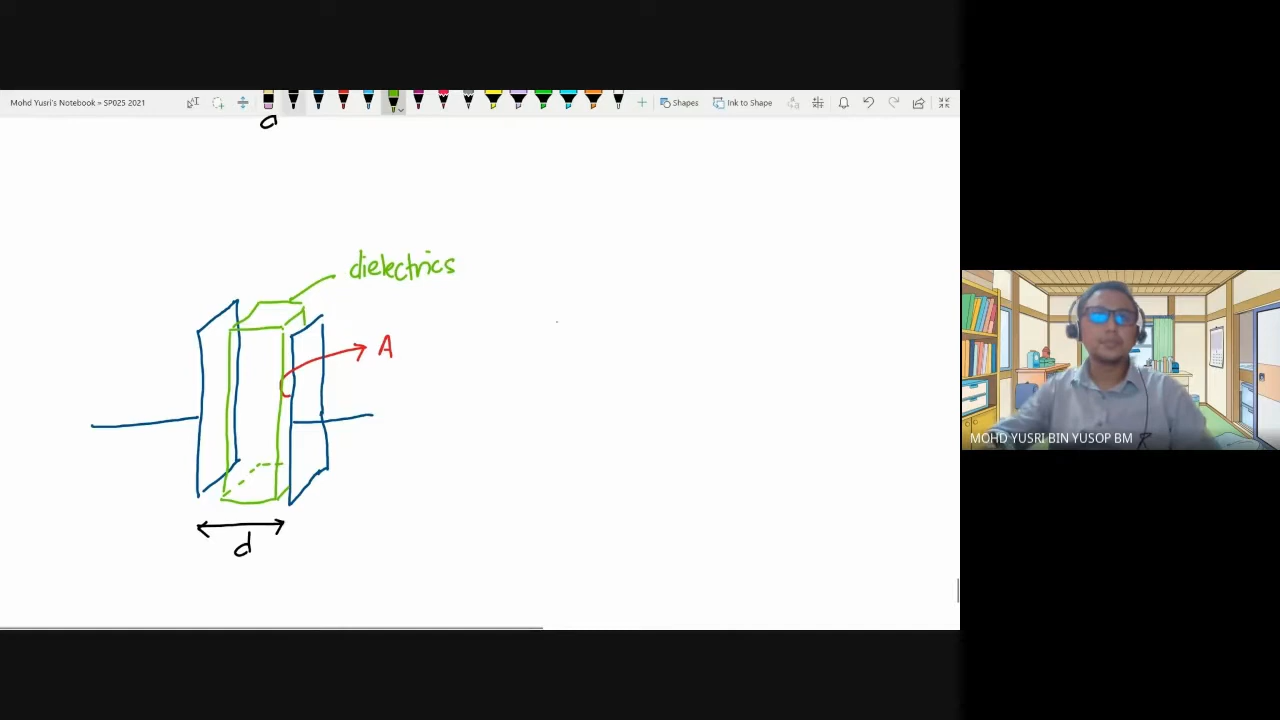 Mohd Yusri's Notebook » SP025 2021
Shapes
Ink to Shape
a
dielectrics
A
d
MOHD YUSRI BIN YUSOP BM